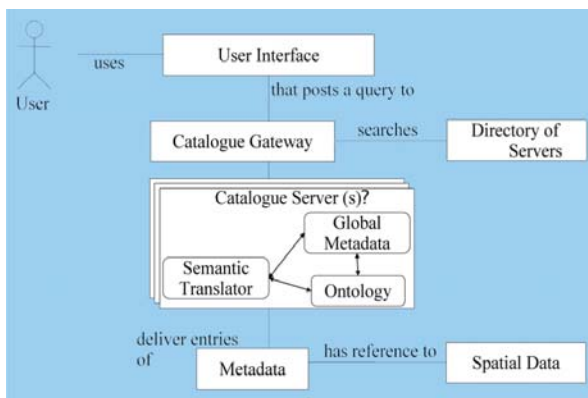 User Interface
uses
User
that posts a query to
Catalogue Gateway
searches
Directory of
Servers
Catalogue Server (s)?
Global
Metadata
Semantic
Translator
Ontology
deliver entries
of
Metadata
has reference to
Spatial Data